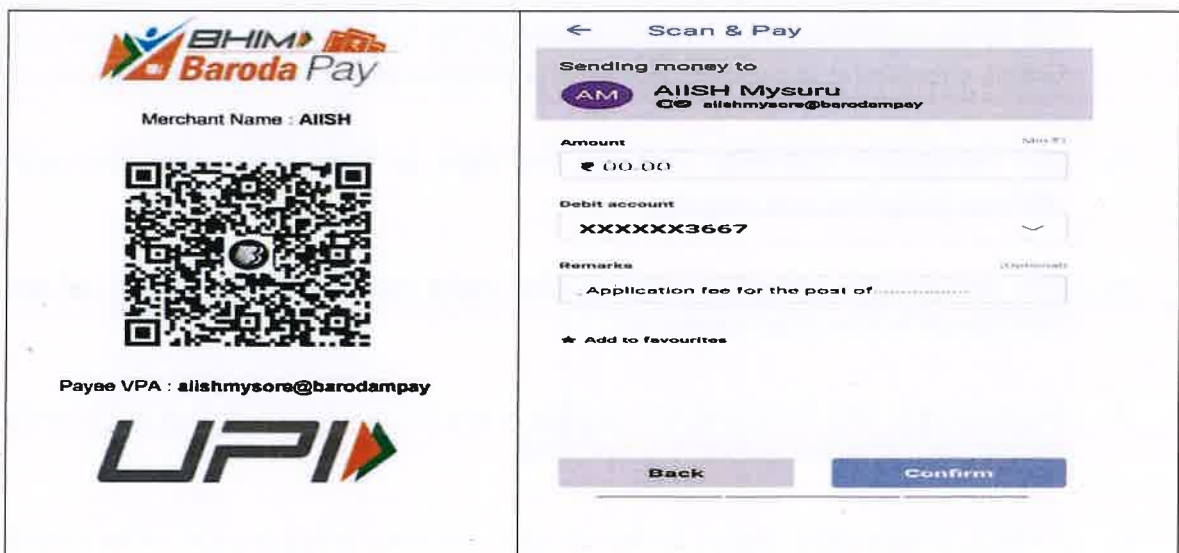 BHIM
Baroda Pay
Merchant Name : AIISH
Payee VPA : aiishmysore@barodampay
UPI
← Scan & Pay
Sending money to
AM
AIISH Mysuru
aiishmysore@barodampay
Amount
Min ₹1
₹ 00.00
Debit account
XXXXXX3667
Remarks
(Optional)
Application fee for the post of................
★ Add to favourites
Back
Confirm